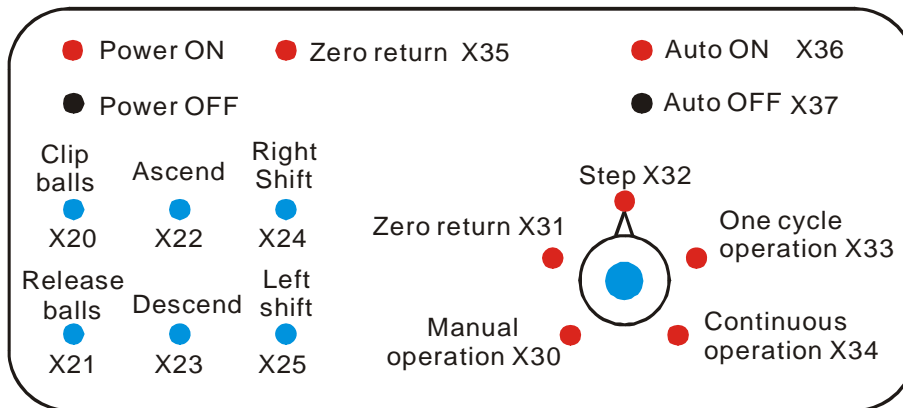 Power ON
Zero return X35
Auto ON X36
Power OFF
Auto OFF X37
Clip
balls
X20
Ascend
X22
Right
Shift
X24
Release
balls
X21
Descend
X23
Left
shift
X25
Step X32
Zero return X31
One cycle
operation X33
Manual
operation X30
Continuous
operation X34